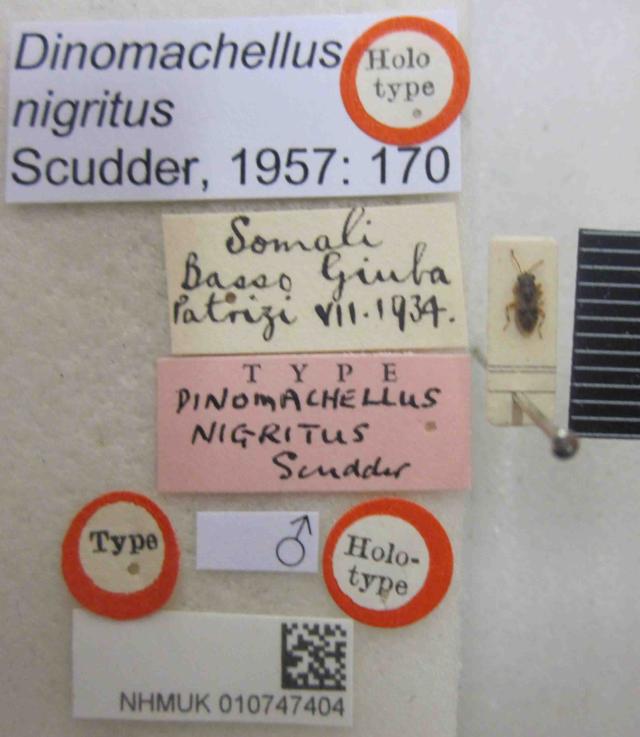 Dinomachellus
nigritus
Scudder, 1957: 170
Holo
type
Somali
Basso Giuba
Patrizi VII.1934.
TYPE
DINOMACHELLUS
NIGRITUS
Scudder
Type
♂
Holo-
type
NHMUK 010747404